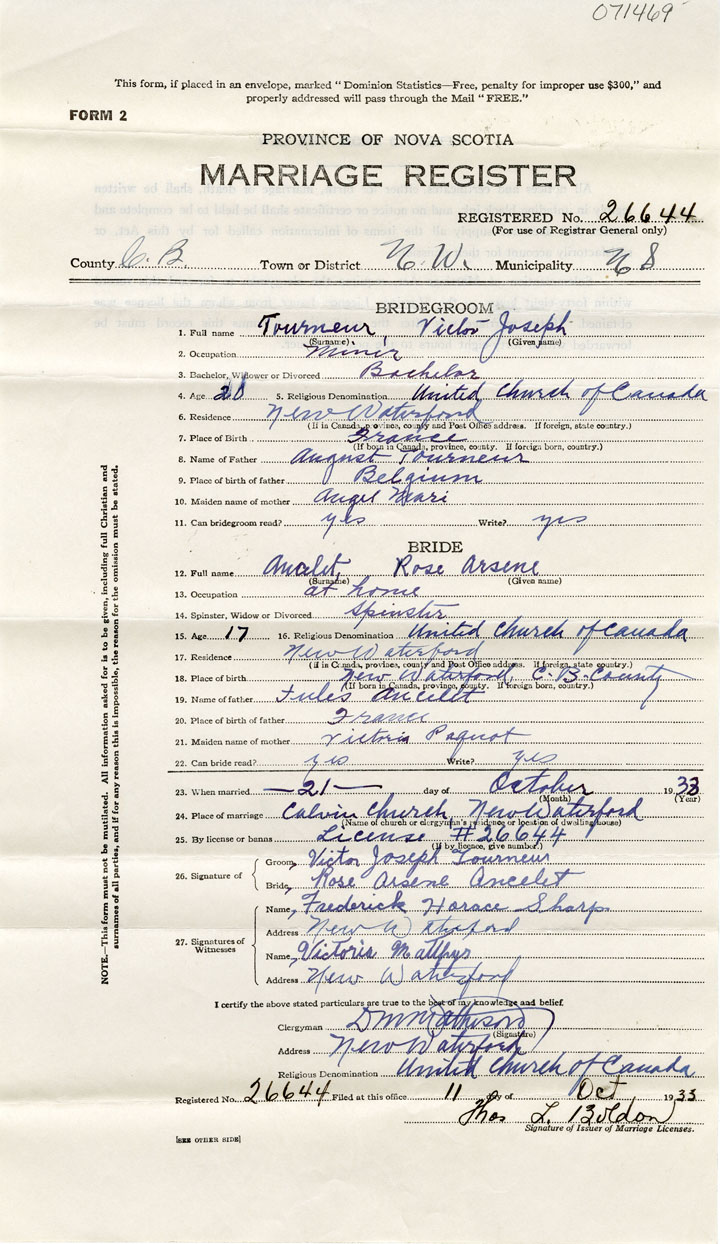 071469
This form, if placed in an envelope, marked "Dominion Statistics—Free, penalty for improper use $300," and
properly addressed will pass through the Mail "FREE."
FORM 2
PROVINCE OF NOVA SCOTIA
MARRIAGE REGISTER
REGISTERED No. 26644
(For use of Registrar General only)
County C. B. Town or District N. W. Municipality N 8
BRIDEGROOM
1. Full name Tourneur, Victor Joseph
(Surname) (Given name)
2. Occupation Minir
3. Bachelor, Widower or Divorced Bachelor
4. Age 20 5. Religious Denomination United Church of Canada
6. Residence New Waterford
(If in Canada, province, county and Post Office address. If foreign, state country.)
7. Place of Birth France
(If born in Canada, province, county. If foreign born, country.)
8. Name of Father August Tourneur
9. Place of birth of father Belgium
10. Maiden name of mother Angel Mari
11. Can bridegroom read? yes Write? yes
BRIDE
12. Full name Ancelet, Rose Arsene
(Surname) (Given name)
13. Occupation at home
14. Spinster, Widow or Divorced Spinster
15. Age 17 16. Religious Denomination United Church of Canada
17. Residence New Waterford
(If in Canada, province, county and Post Office address. If foreign, state country.)
18. Place of birth New Waterford, C-B-County
(If born in Canada, province, county. If foreign born, country.)
19. Name of father Jules Ancelet
20. Place of birth of father France
21. Maiden name of mother Victoria Paquot
22. Can bride read? yes Write? yes
23. When married —21— day of October 1933
(Month) (Year)
24. Place of marriage Calvin Church, New Waterford
(Name of church or clergyman's residence or location of dwelling house)
25. By license or banns License #26644
(If by licence, give number.)
26. Signature of
Groom, Victor Joseph Tourneur
Bride, Rose Arsene Ancelet
27. Signatures of Witnesses
Name, Frederick Horace Sharp
Address New Waterford
Name, Victoria Matthys
Address New Waterford
I certify the above stated particulars are true to the best of my knowledge and belief.
Clergyman D M Mathison
(Signature)
Address New Waterford
Religious Denomination United Church of Canada
Registered No. 26644 Filed at this office 11 day of Oct 1933
Thos L. Boldon
Signature of Issuer of Marriage Licenses.
[SEE OTHER SIDE]
NOTE.—This form must not be mutilated. All information asked for is to be given, including full Christian and
surnames of all parties, and if for any reason this is impossible, the reason for the omission must be stated.